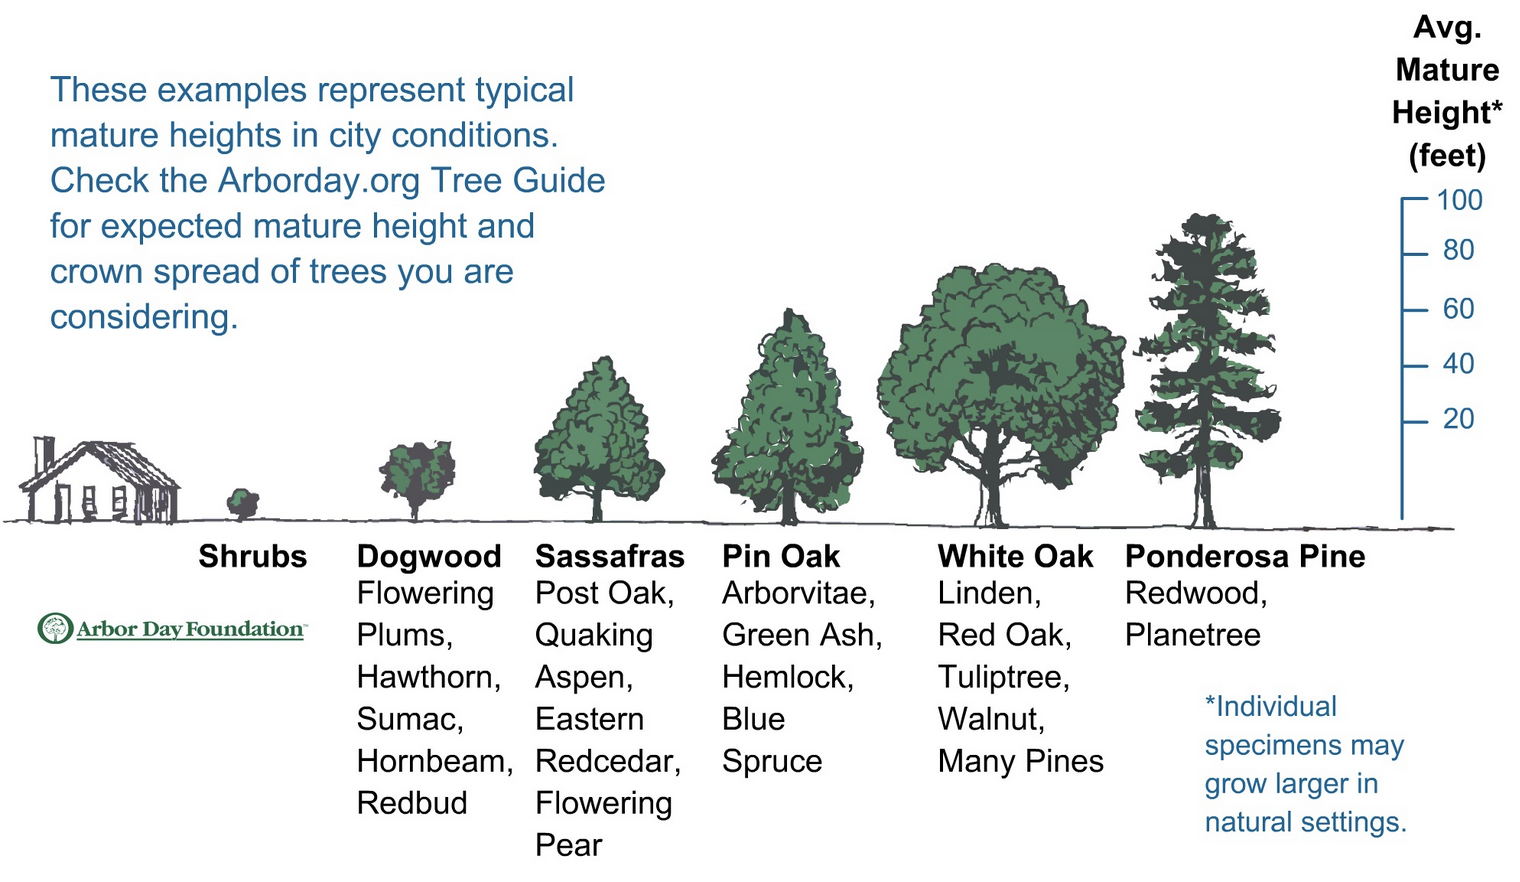 Avg.
Mature
Height*
(feet)
These examples represent typical
mature heights in city conditions.
Check the Arborday.org Tree Guide
for expected mature height and
crown spread of trees you are
considering.
100
80
60
40
20
Shrubs
Dogwood
Flowering
Plums,
Hawthorn,
Sumac,
Hornbeam,
Redbud
Sassafras
Post Oak,
Quaking
Aspen,
Eastern
Redcedar,
Flowering
Pear
Pin Oak
Arborvitae,
Green Ash,
Hemlock,
Blue
Spruce
White Oak
Linden,
Red Oak,
Tuliptree,
Walnut,
Many Pines
Ponderosa Pine
Redwood,
Planetree
Arbor Day Foundation™
*Individual
specimens may
grow larger in
natural settings.